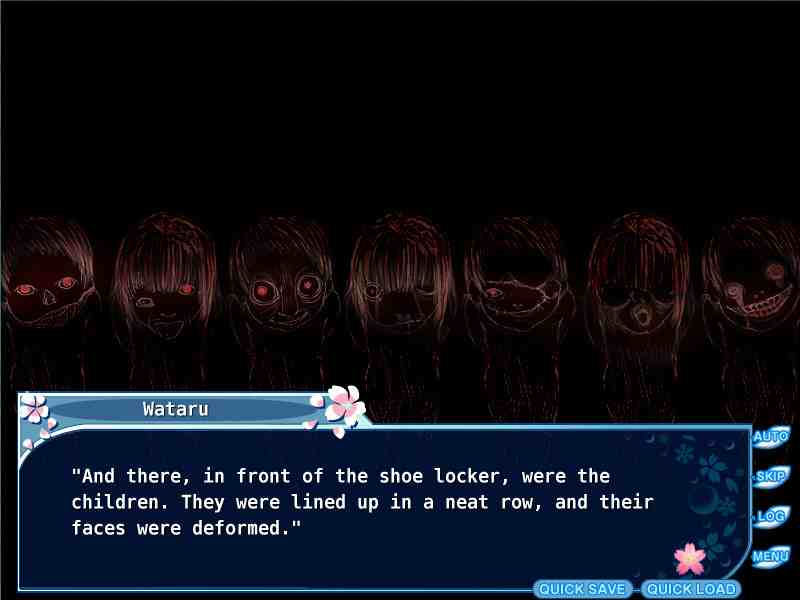 Wataru
"And there, in front of the shoe locker, were the
children. They were lined up in a neat row, and their
faces were deformed."
AUTO
SKIP
LOG
MENU
QUICK SAVE
QUICK LOAD